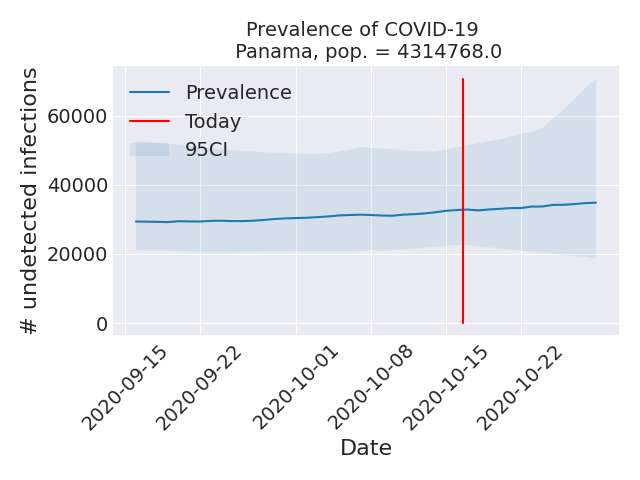 Prevalence of COVID-19
Panama, pop. = 4314768.0
# undetected infections
60000
40000
20000
0
Prevalence
Today
95CI
2020-09-15
2020-09-22
2020-10-01
2020-10-08
2020-10-15
2020-10-22
Date